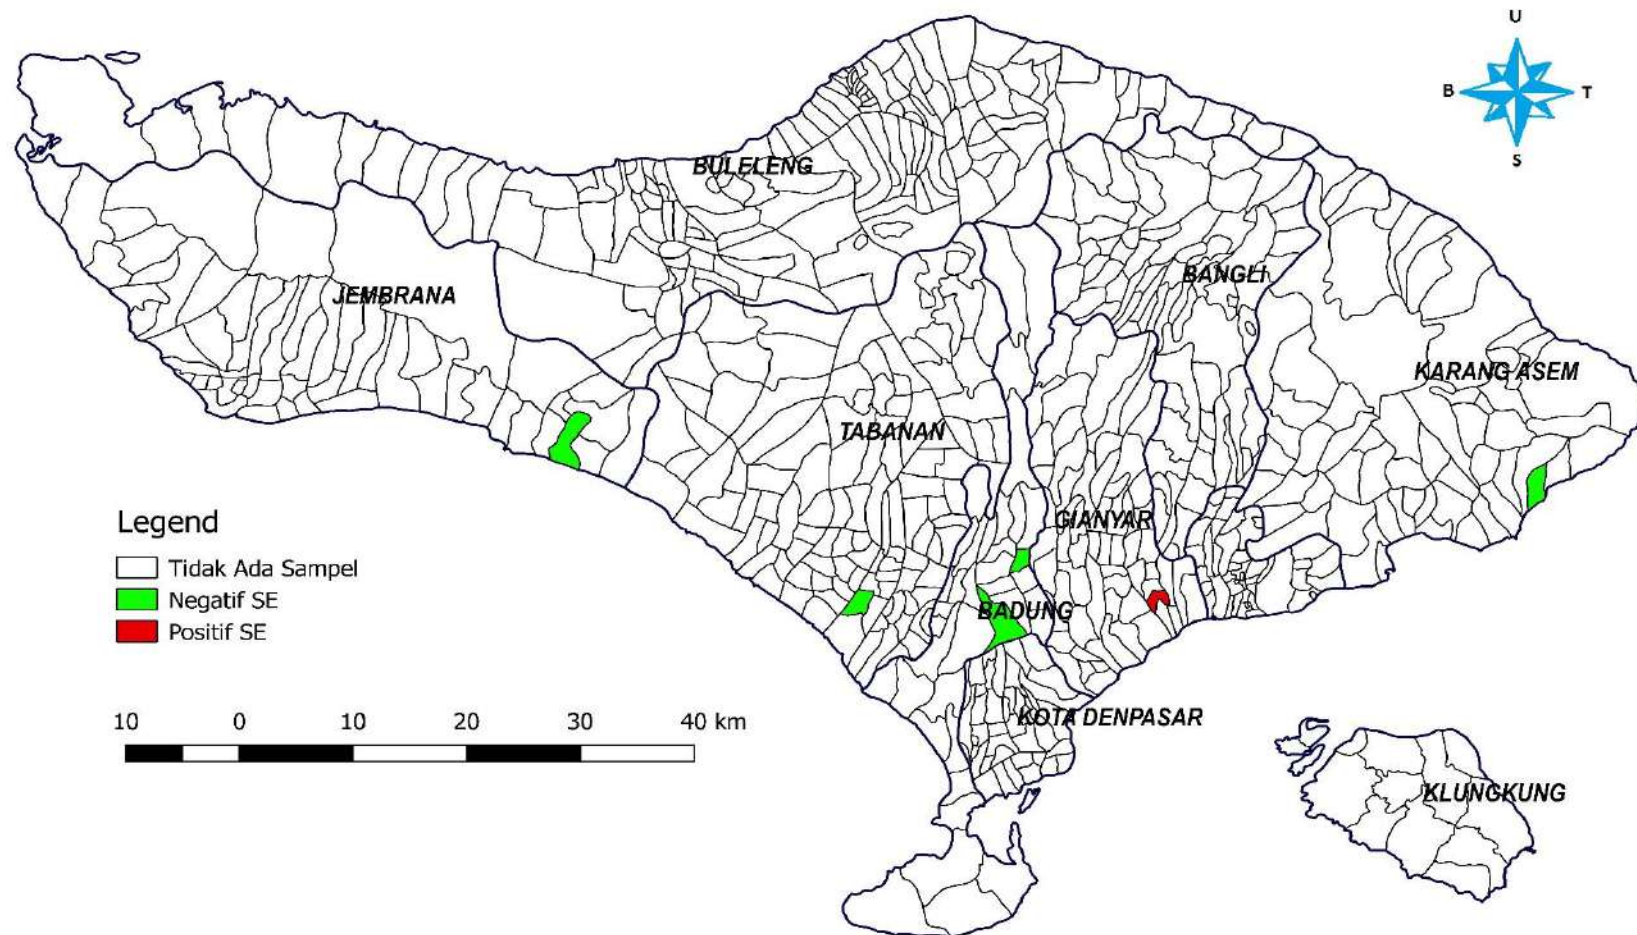 U
B
T
S
BULELENG
BANGLI
JEMBRANA
KARANG ASEM
TABANAN
GIANYAR
Legend
Tidak Ada Sampel
Negatif SE
Positif SE
BADUNG
KOTA DENPASAR
10 0 10 20 30 40 km
KLUNGKUNG